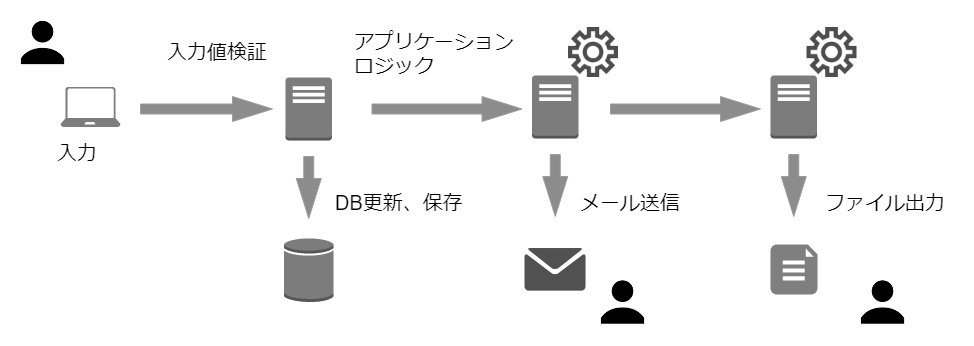 入力値検証
アプリケーション
ロジック
入力
DB更新、保存
メール送信
ファイル出力